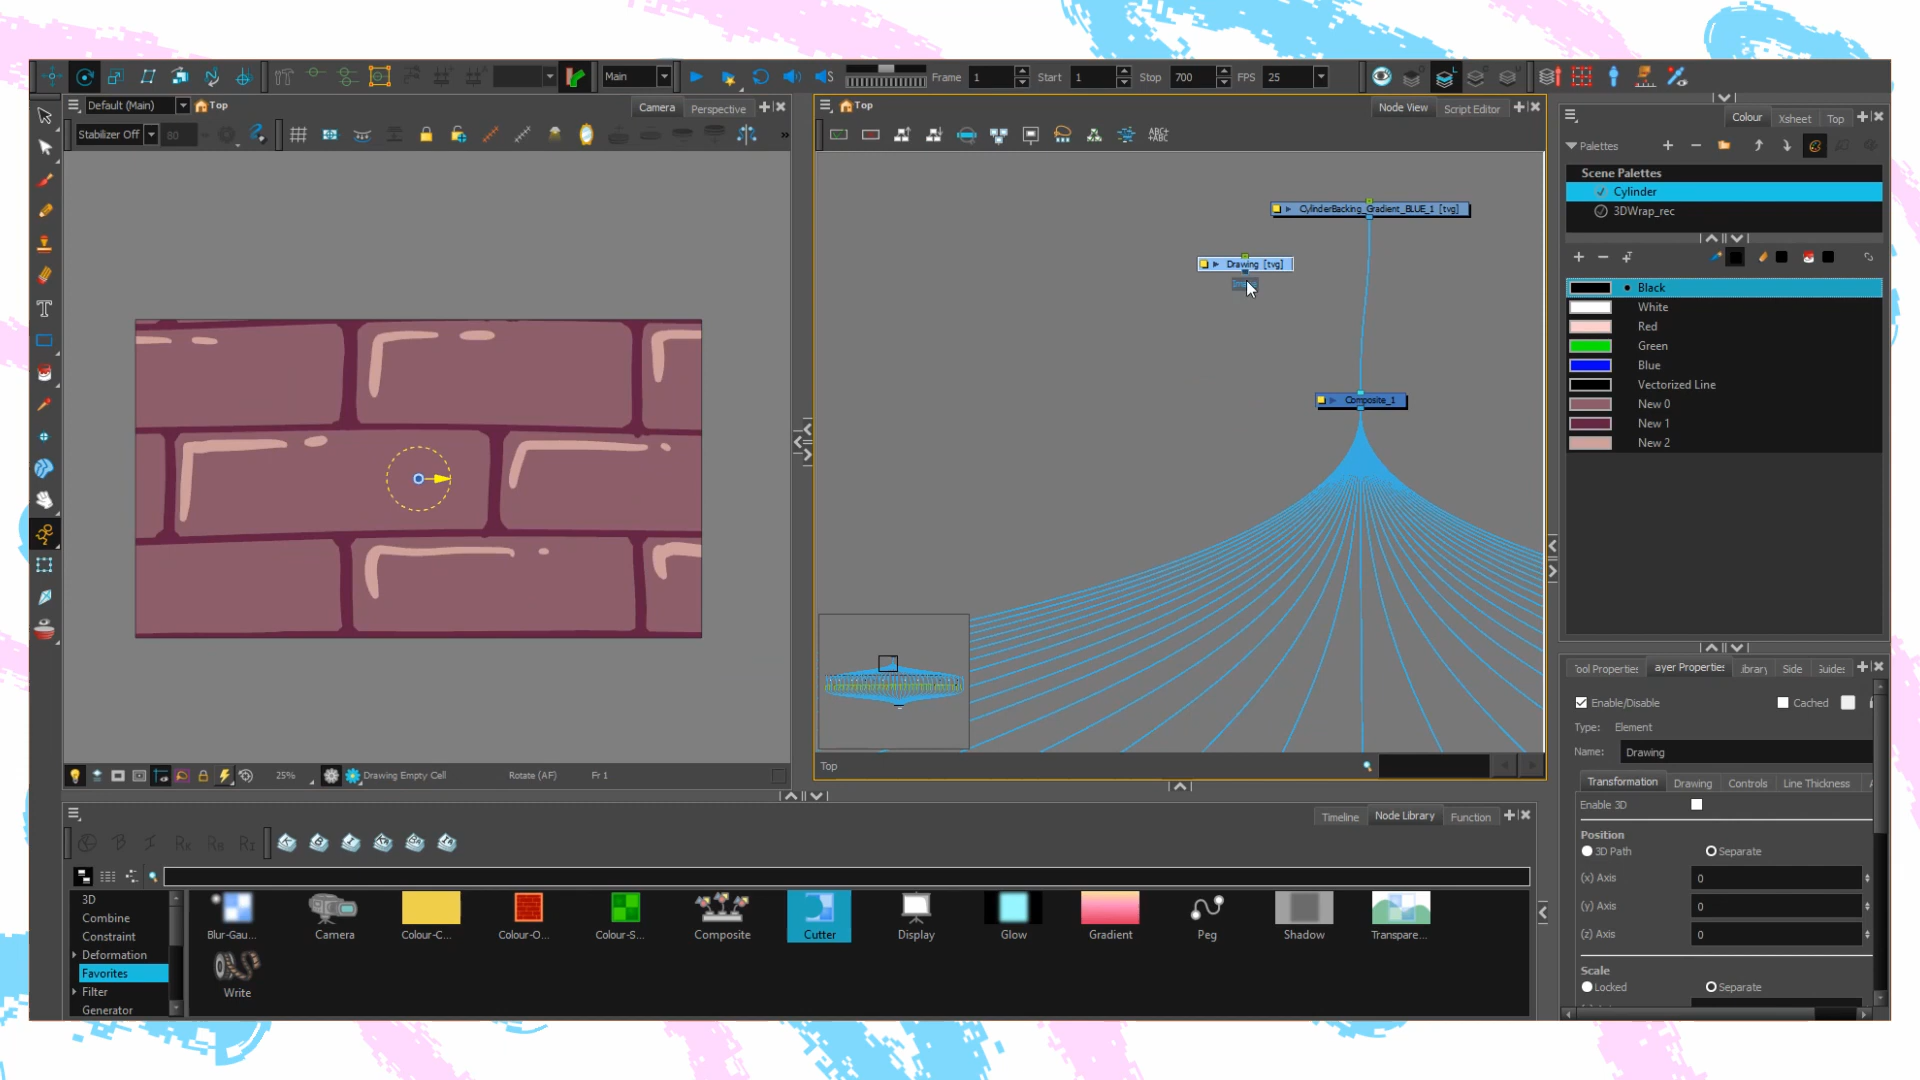 Main
Frame 1 Start 1 Stop 700 FPS 25
Default (Main) Top Camera Perspective
Top Node View Script Editor
Colour Xsheet Top
Stabilizer Off 80
Palettes
Scene Palettes
Cylinder
3DWrap_rec
CylinderBacking_Gradient_BLUE_1 [tvg]
Drawing [tvg]
Composite_1
Black
White
Red
Green
Blue
Vectorized Line
New 0
New 1
New 2
Layer Properties Side
Enable/Disable Cached
Type: Element
Name: Drawing
Transformation Drawing Controls Line Thickness
Enable 3D
Position
3D Path Separate
(x) Axis 0
(y) Axis 0
(z) Axis 0
Scale
Locked Separate
Top
25% Drawing Empty Cell Rotate (AF) Fr 1
Timeline Node Library Function
3D
Combine
Constraint
Deformation
Favorites
Filter
Generator
Blur-Gau... Camera Colour-C... Colour-O... Colour-S... Composite Cutter Display Glow Gradient Peg Shadow Transpare...
Write